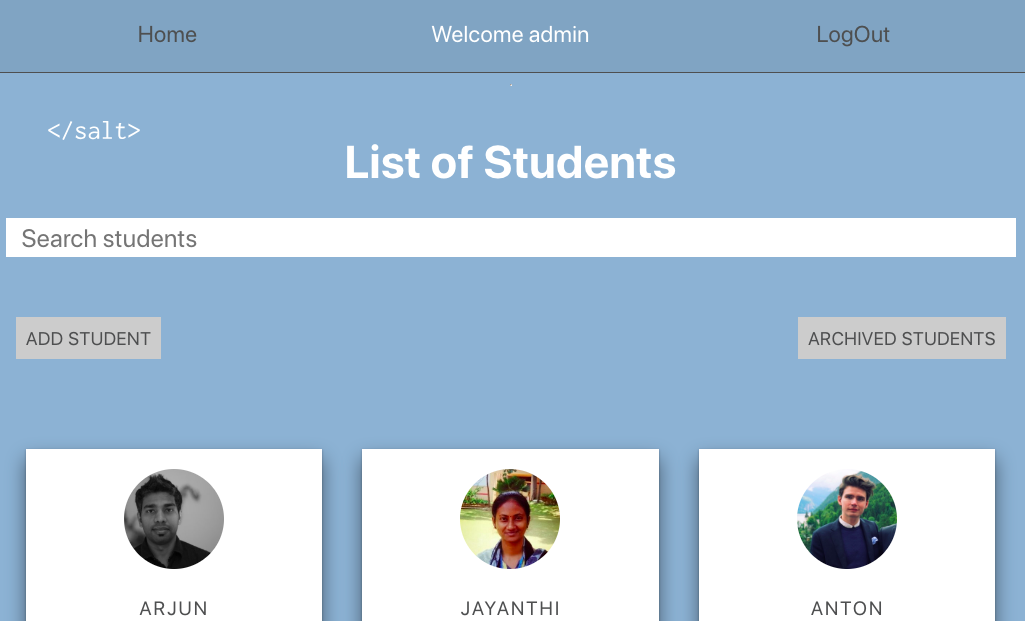 Home Welcome admin LogOut
</salt>
List of Students
Search students
ADD STUDENT ARCHIVED STUDENTS
ARJUN JAYANTHI ANTON